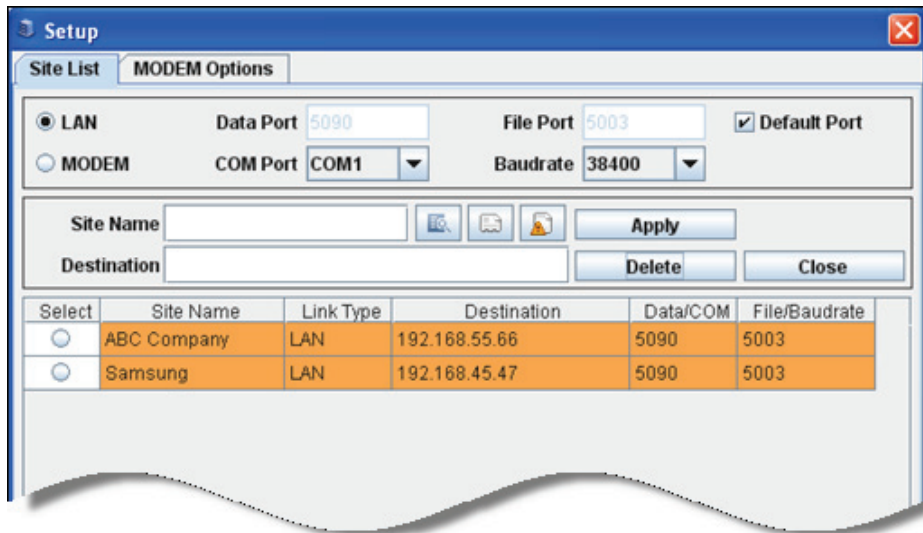 Setup
Site List MODEM Options
LAN Data Port 5090 File Port 5003 Default Port
MODEM COM Port COM1 Baudrate 38400
Site Name Apply
Destination Delete Close
Select Site Name Link Type Destination Data/COM File/Baudrate
ABC Company LAN 192.168.55.66 5090 5003
Samsung LAN 192.168.45.47 5090 5003